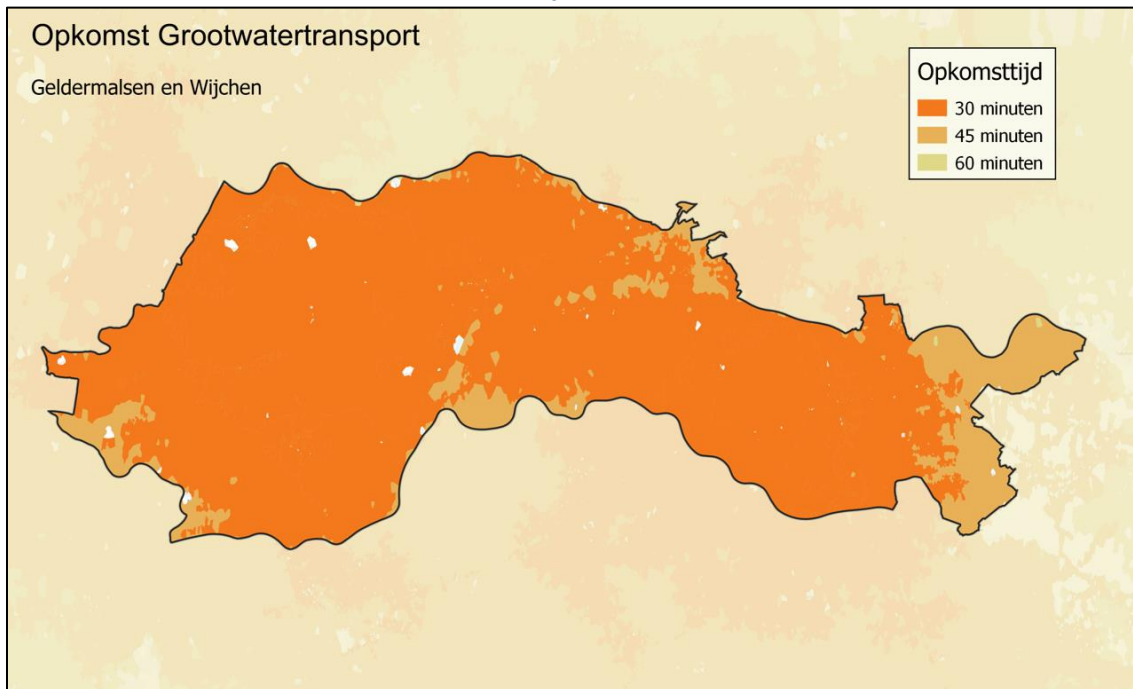 Opkomst Grootwatertransport
Geldermalsen en Wijchen
Opkomsttijd
30 minuten
45 minuten
60 minuten